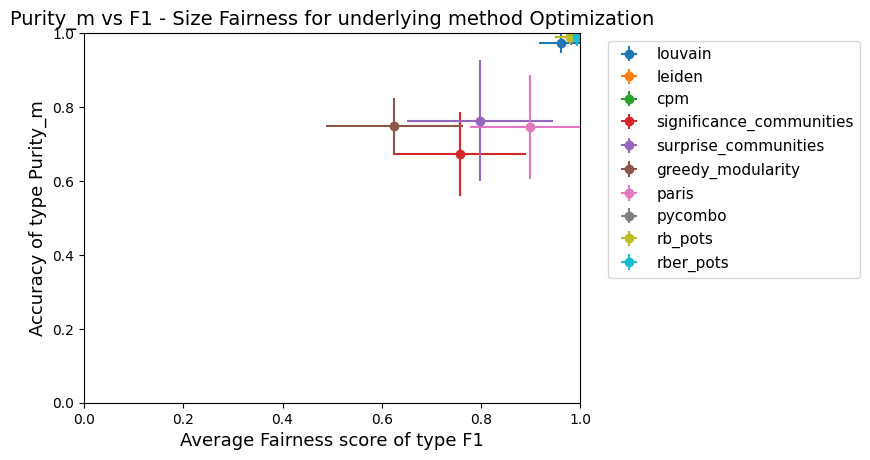 Purity_m vs F1 - Size Fairness for underlying method Optimization
1.0
0.8
0.6
0.4
0.2
0.0
Accuracy of type Purity_m
0.0 0.2 0.4 0.6 0.8 1.0
Average Fairness score of type F1
louvain
leiden
cpm
significance_communities
surprise_communities
greedy_modularity
paris
pycombo
rb_pots
rber_pots